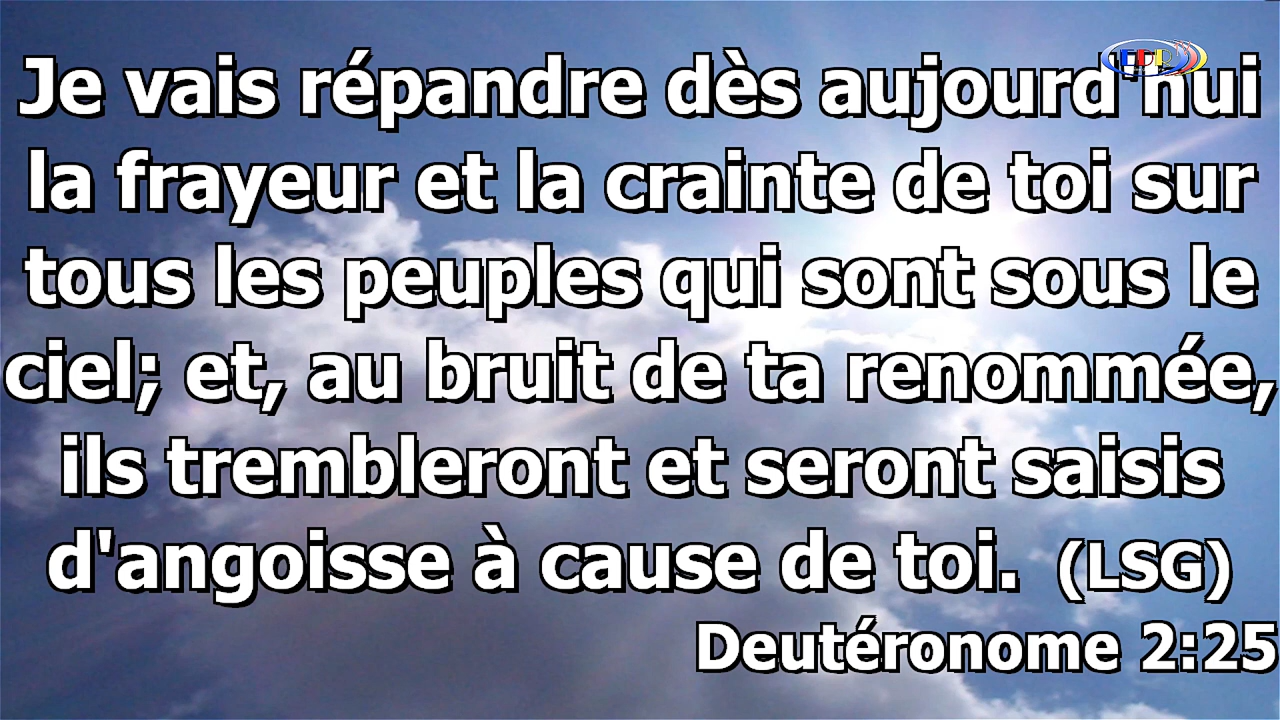 Je vais répandre dès aujourd'hui
la frayeur et la crainte de toi sur
tous les peuples qui sont sous le
ciel; et, au bruit de ta renommée,
ils trembleront et seront saisis
d'angoisse à cause de toi. (LSG)
Deutéronome 2:25